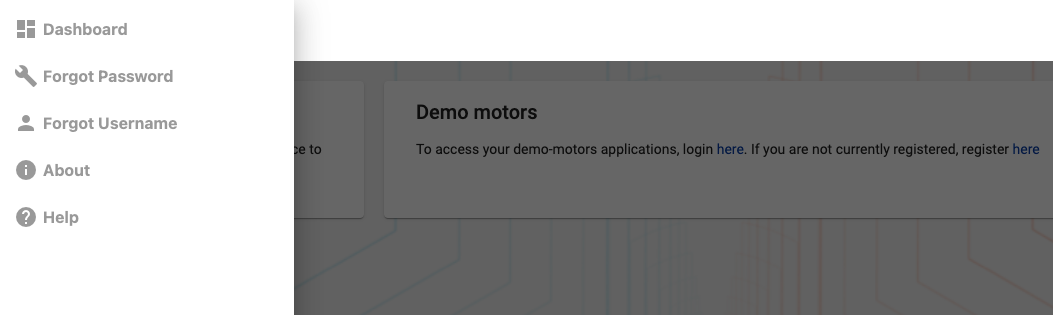 Dashboard
Forgot Password
Forgot Username
About
Help
ce to
Demo motors
To access your demo-motors applications, login here. If you are not currently registered, register here